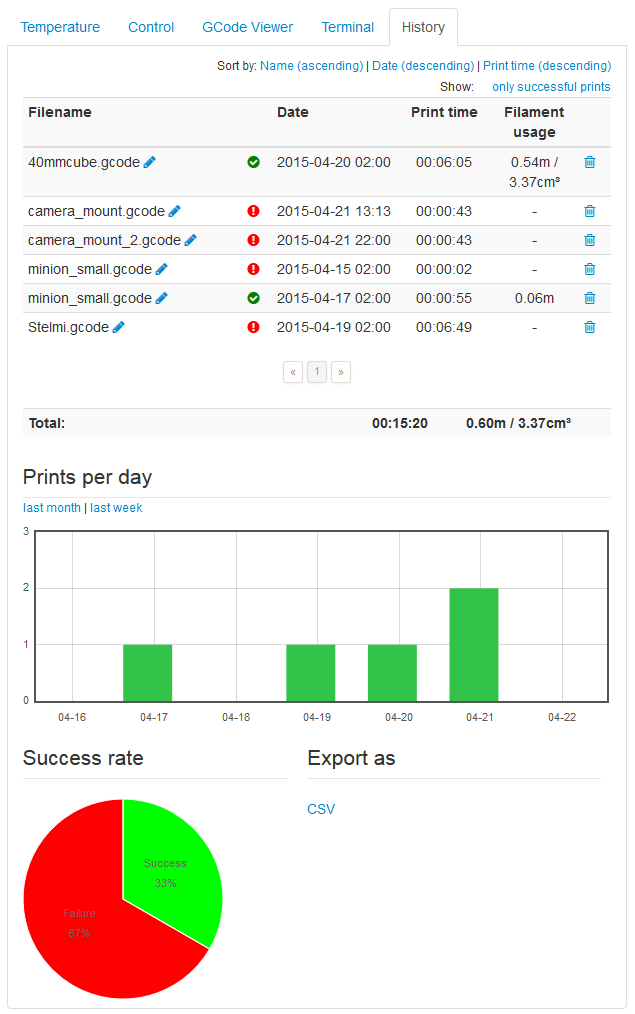 Temperature Control GCode Viewer Terminal History
Sort by: Name (ascending) | Date (descending) | Print time (descending)
Show: only successful prints
Filename Date Print time Filament usage
40mmcube.gcode 2015-04-20 02:00 00:06:05 0.54m / 3.37cm³
camera_mount.gcode 2015-04-21 13:13 00:00:43 -
camera_mount_2.gcode 2015-04-21 22:00 00:00:43 -
minion_small.gcode 2015-04-15 02:00 00:00:02 -
minion_small.gcode 2015-04-17 02:00 00:00:55 0.06m
Stelmi.gcode 2015-04-19 02:00 00:06:49 -
« 1 »
Total: 00:15:20 0.60m / 3.37cm³
Prints per day
last month | last week
3
2
1
0
04-16 04-17 04-18 04-19 04-20 04-21 04-22
Success rate
Success
33%
Failure
67%
Export as
CSV